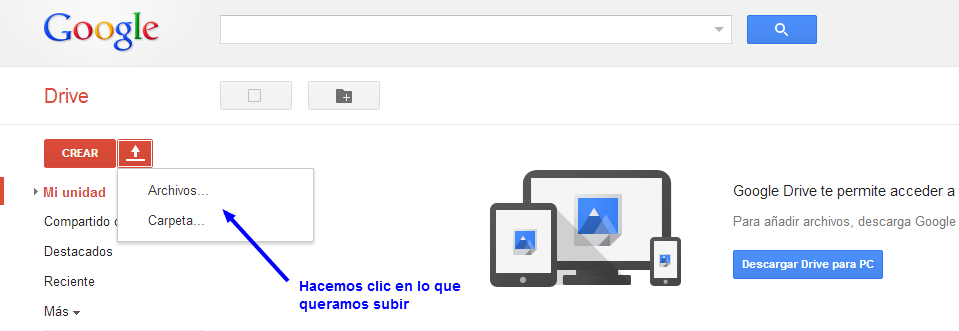 Google
Drive
CREAR
Mi unidad
Archivos...
Carpeta...
Compartido
Destacados
Reciente
Más
Hacemos clic en lo que
queramos subir
Google Drive te permite acceder a
Para añadir archivos, descarga Google
Descargar Drive para PC